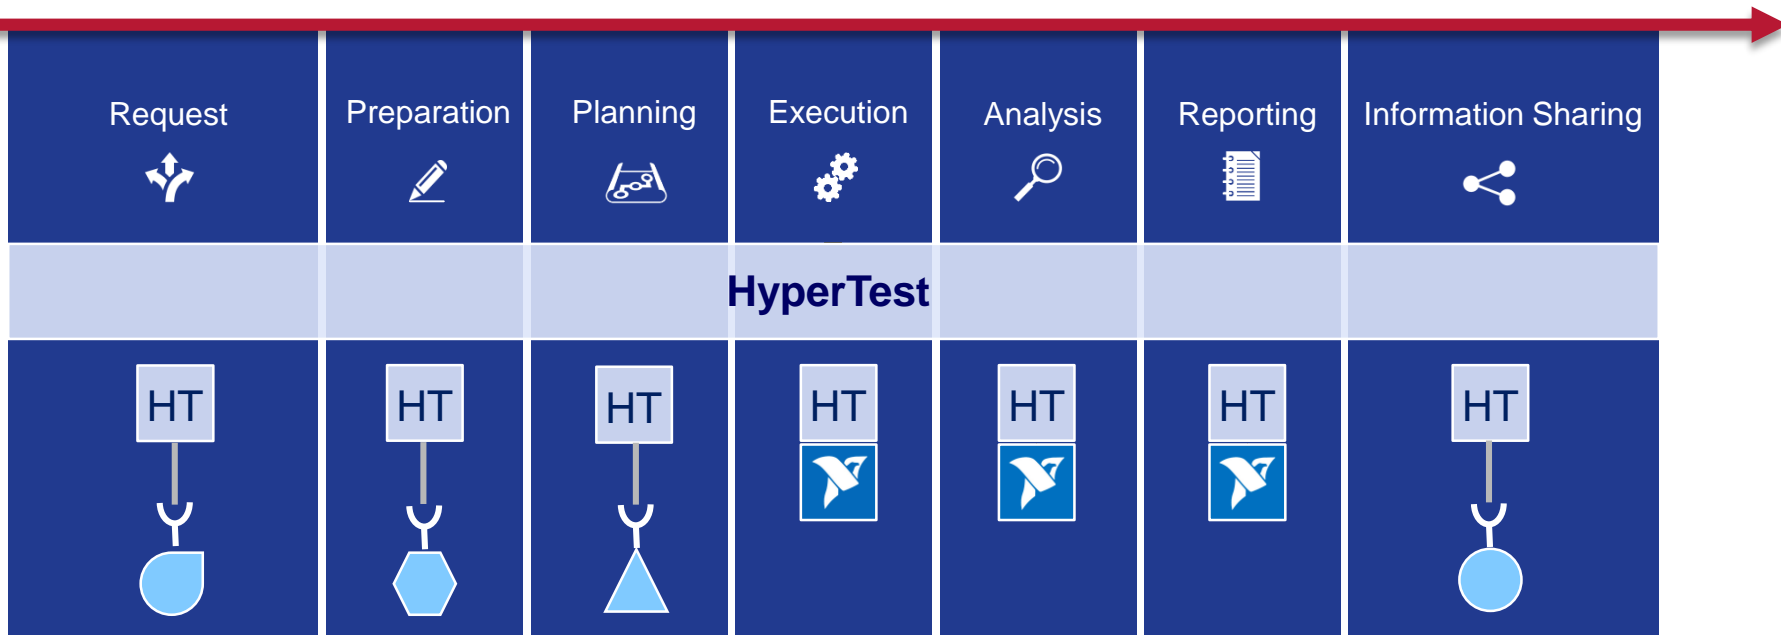 Request
Preparation
Planning
Execution
Analysis
Reporting
Information Sharing
HyperTest
HT
HT
HT
HT
HT
HT
HT